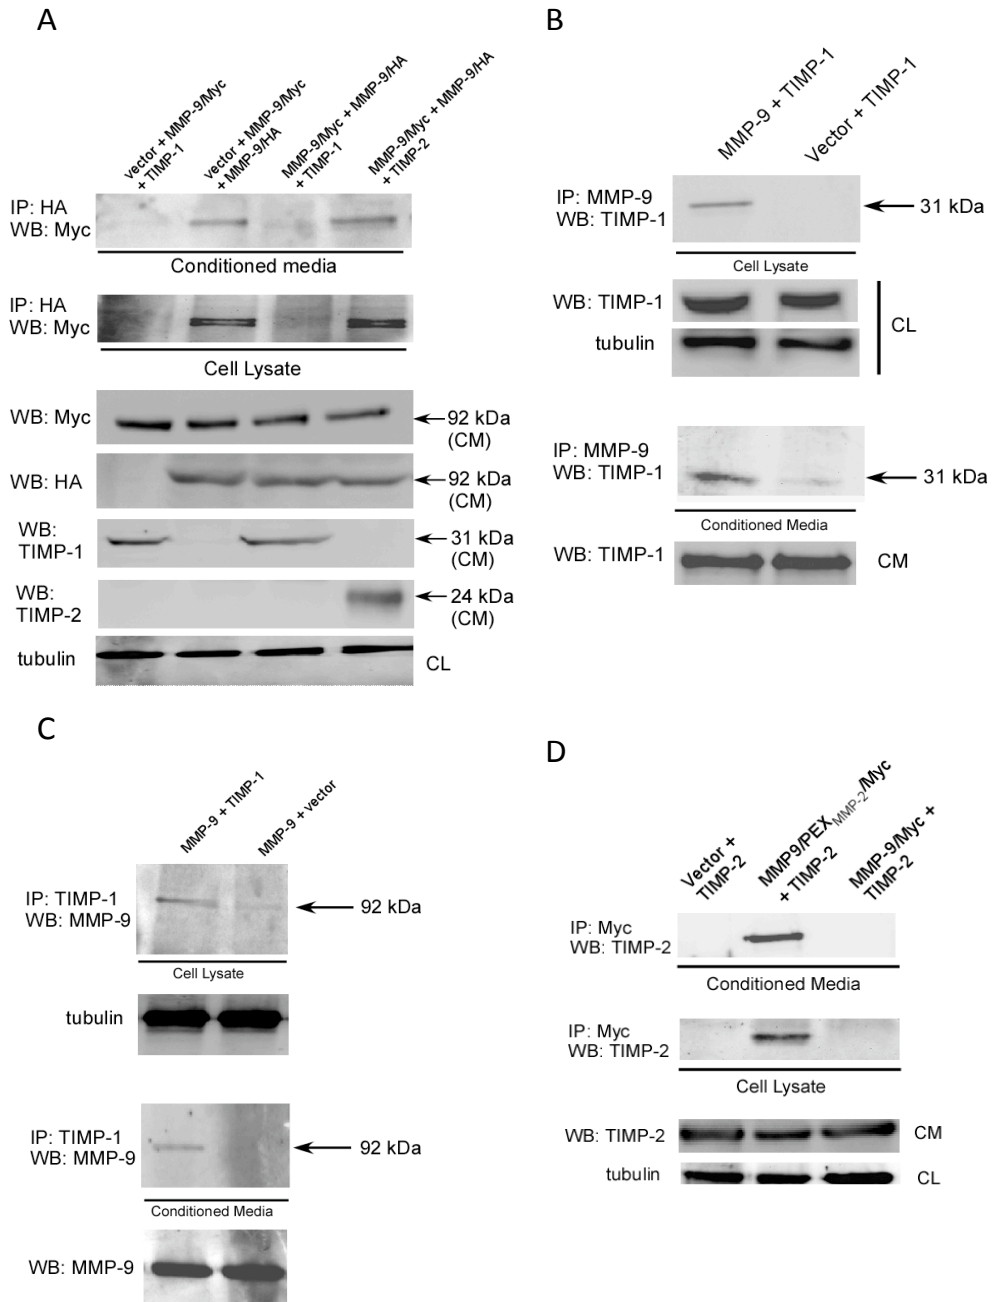 A
vector + MMP-9/Myc
+ TIMP-1
vector + MMP-9/Myc
+ MMP-9/HA
MMP-9/Myc + MMP-9/HA
+ TIMP-1
MMP-9/Myc + MMP-9/HA
+ TIMP-2
IP: HA
WB: Myc
Conditioned media
IP: HA
WB: Myc
Cell Lysate
WB: Myc
92 kDa
(CM)
WB: HA
92 kDa
(CM)
WB:
TIMP-1
31 kDa
(CM)
WB:
TIMP-2
24 kDa
(CM)
tubulin
CL
B
MMP-9 + TIMP-1
Vector + TIMP-1
IP: MMP-9
WB: TIMP-1
31 kDa
Cell Lysate
WB: TIMP-1
tubulin
CL
IP: MMP-9
WB: TIMP-1
31 kDa
Conditioned Media
WB: TIMP-1
CM
C
MMP-9 + TIMP-1
MMP-9 + vector
IP: TIMP-1
WB: MMP-9
92 kDa
Cell Lysate
tubulin
IP: TIMP-1
WB: MMP-9
92 kDa
Conditioned Media
WB: MMP-9
D
Vector +
TIMP-2
MMP9/PEXMMP-2/Myc
+ TIMP-2
MMP-9/Myc +
TIMP-2
IP: Myc
WB: TIMP-2
Conditioned Media
IP: Myc
WB: TIMP-2
Cell Lysate
WB: TIMP-2
CM
tubulin
CL